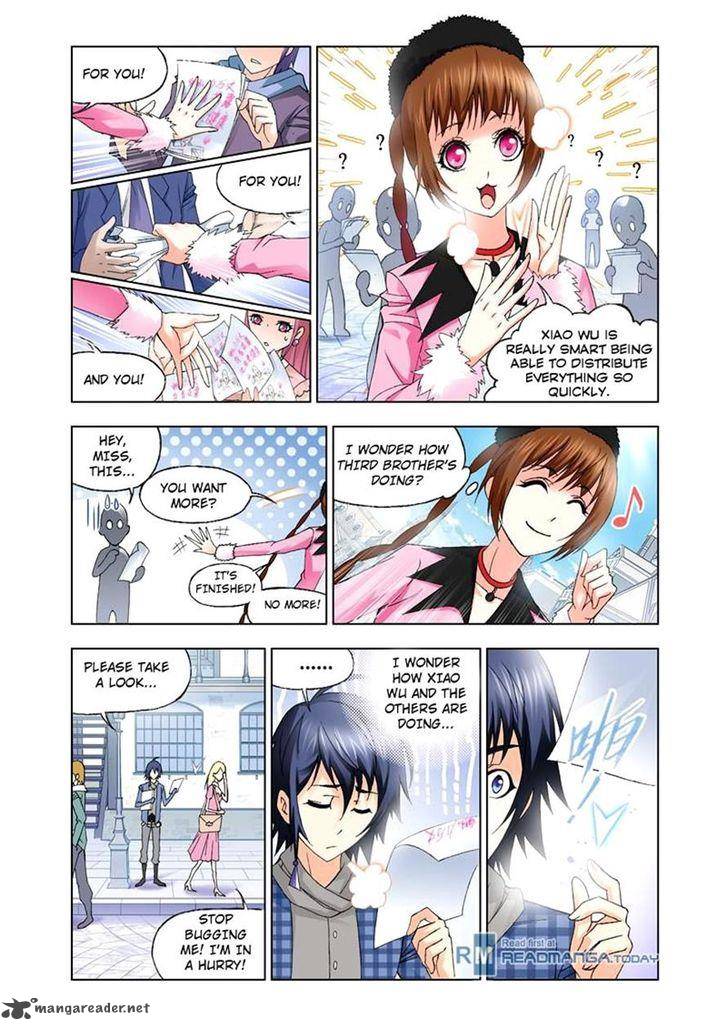 FOR YOU!
FOR YOU!
AND YOU!
?
?
?
?
?
XIAO WU IS
REALLY SMART BEING
ABLE TO DISTRIBUTE
EVERYTHING SO
QUICKLY.
HEY,
MISS,
THIS...
YOU WANT
MORE?
IT'S
FINISHED!
NO MORE!
I WONDER HOW
THIRD BROTHER'S
DOING?
PLEASE TAKE
A LOOK...
STOP
BUGGING
ME! I'M IN
A HURRY!
......
I WONDER
HOW XIAO
WU AND THE
OTHERS ARE
DOING...
啪!
RM Read first at
READMANGA.TODAY
mangareader.net